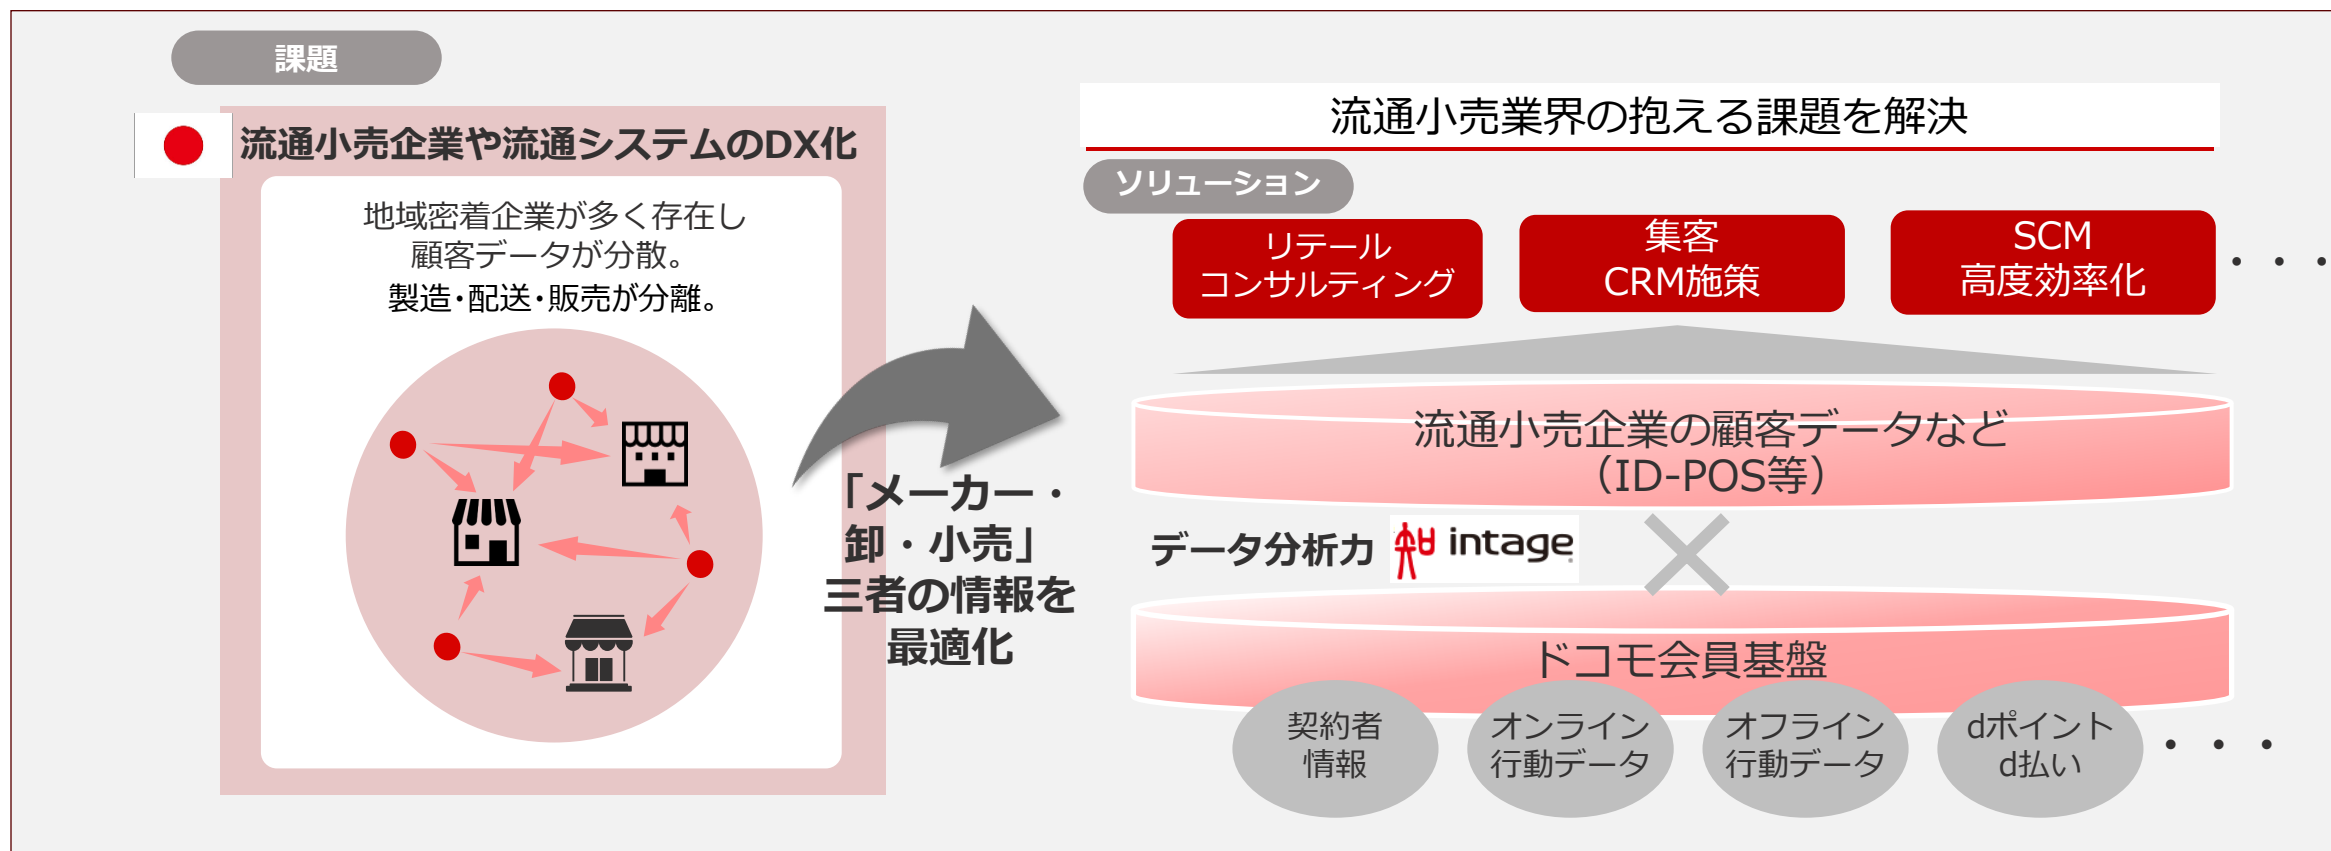 課題
流通小売企業や流通システムのDX化
地域密着企業が多く存在し
顧客データが分散。
製造・配送・販売が分離。
「メーカー・
卸・小売」
三者の情報を
最適化
流通小売業界の抱える課題を解決
ソリューション
リテール
コンサルティング
集客
CRM施策
SCM
高度効率化
・・・
流通小売企業の顧客データなど
（ID-POS等）
データ分析力 intage
ドコモ会員基盤
契約者
情報
オンライン
行動データ
オフライン
行動データ
dポイント
d払い
・・・